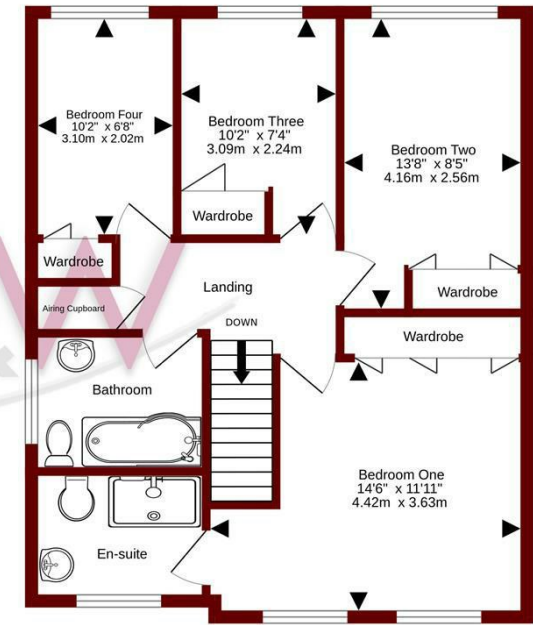 Bedroom Four
10'2" x 6'8"
3.10m x 2.02m
Bedroom Three
10'2" x 7'4"
3.09m x 2.24m
Bedroom Two
13'8" x 8'5"
4.16m x 2.56m
Wardrobe
Wardrobe
Wardrobe
Airing Cupboard
Landing
DOWN
Wardrobe
Bathroom
Bedroom One
14'6" x 11'11"
4.42m x 3.63m
En-suite
W